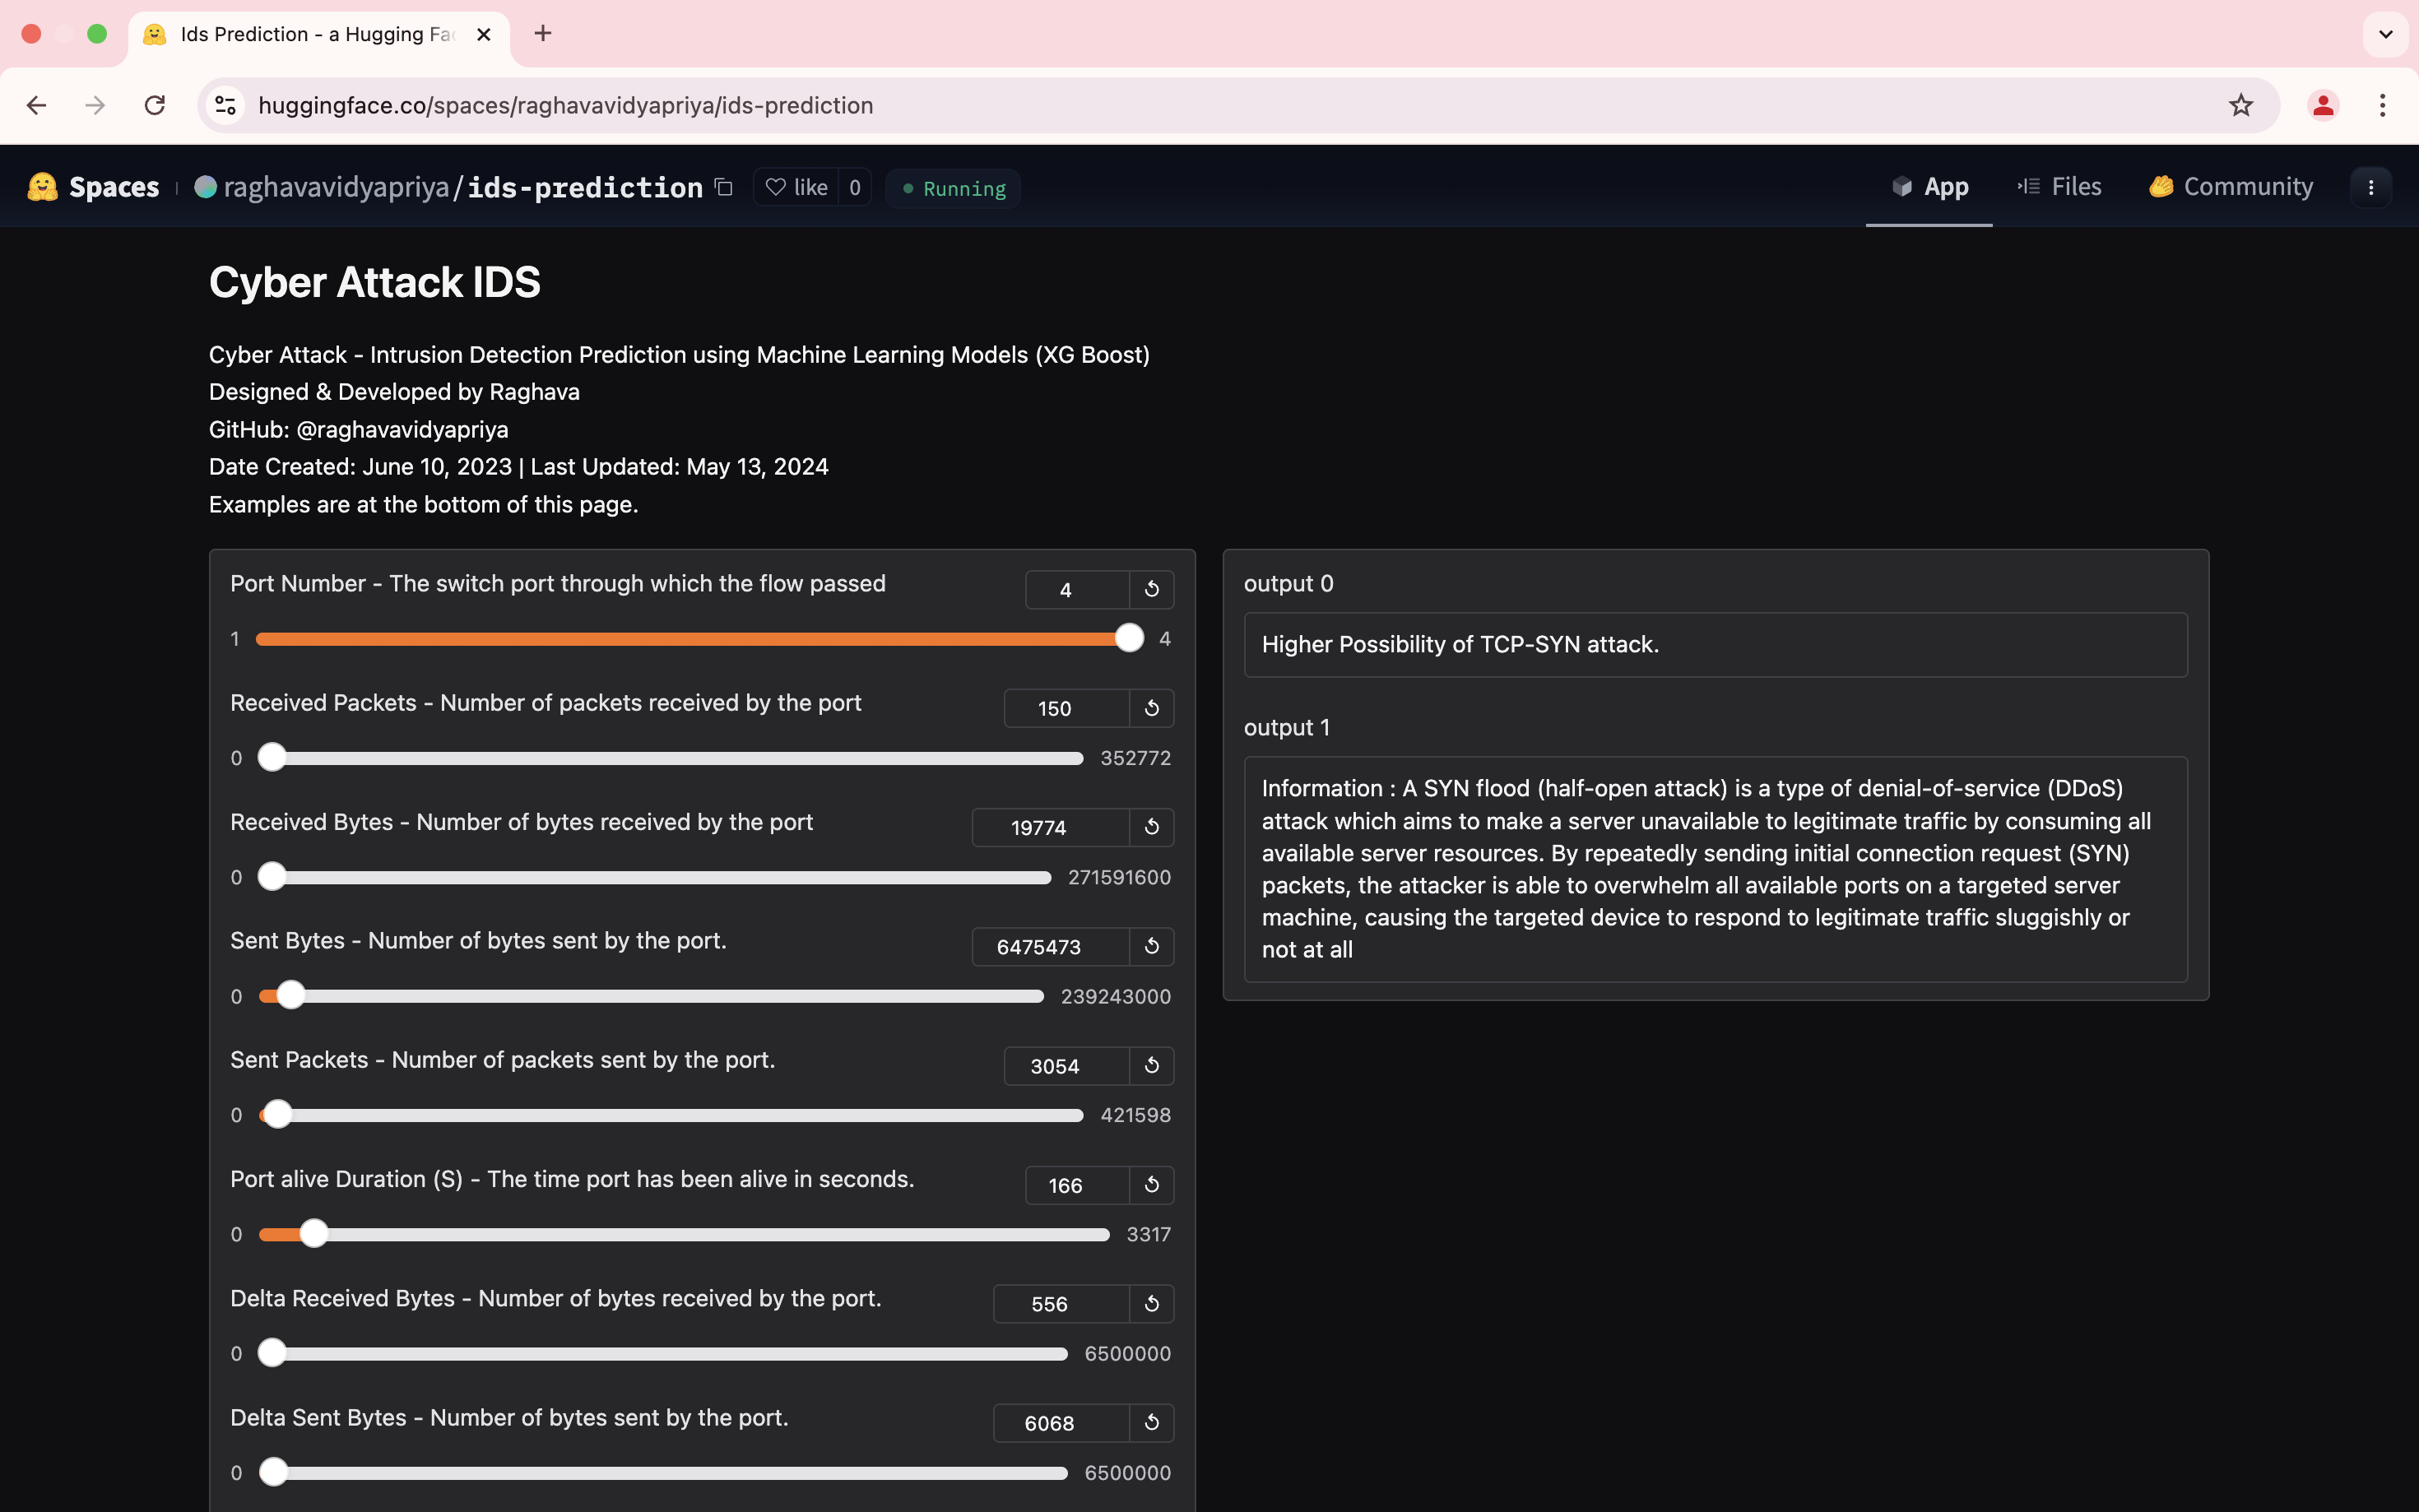 Ids Prediction - a Hugging Fa
huggingface.co/spaces/raghavavidyapriya/ids-prediction
Spaces raghavavidyapriya/ids-prediction like 0 Running App Files Community
Cyber Attack IDS
Cyber Attack - Intrusion Detection Prediction using Machine Learning Models (XG Boost)
Designed & Developed by Raghava
GitHub: @raghavavidyapriya
Date Created: June 10, 2023 | Last Updated: May 13, 2024
Examples are at the bottom of this page.
Port Number - The switch port through which the flow passed 4
1 4
Received Packets - Number of packets received by the port 150
0 352772
Received Bytes - Number of bytes received by the port 19774
0 271591600
Sent Bytes - Number of bytes sent by the port. 6475473
0 239243000
Sent Packets - Number of packets sent by the port. 3054
0 421598
Port alive Duration (S) - The time port has been alive in seconds. 166
0 3317
Delta Received Bytes - Number of bytes received by the port. 556
0 6500000
Delta Sent Bytes - Number of bytes sent by the port. 6068
0 6500000
output 0
Higher Possibility of TCP-SYN attack.
output 1
Information : A SYN flood (half-open attack) is a type of denial-of-service (DDoS)
attack which aims to make a server unavailable to legitimate traffic by consuming all
available server resources. By repeatedly sending initial connection request (SYN)
packets, the attacker is able to overwhelm all available ports on a targeted server
machine, causing the targeted device to respond to legitimate traffic sluggishly or
not at all